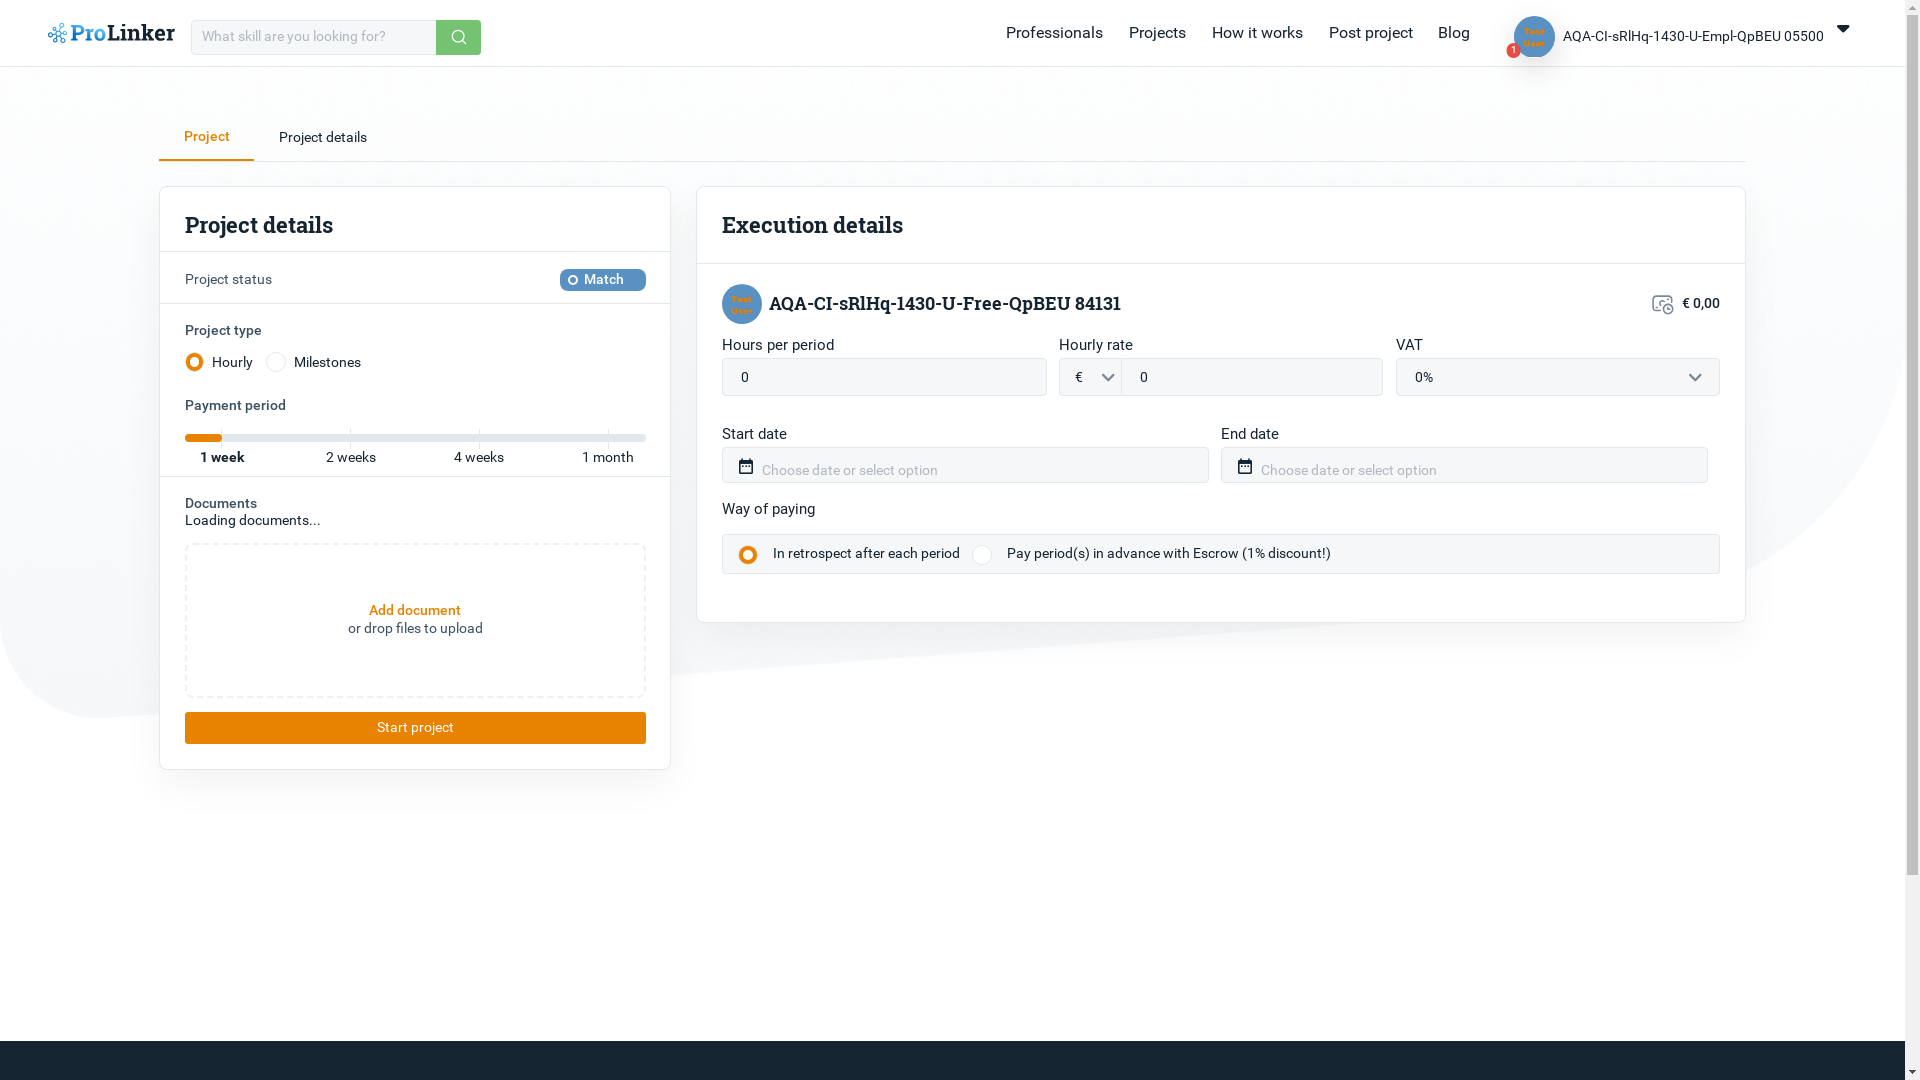 ProLinker
What skill are you looking for?
Professionals
Projects
How it works
Post project
Blog
1
Test
User
AQA-CI-sRlHq-1430-U-Empl-QpBEU 05500
Project
Project details
Project details
Project status
Match
Project type
Hourly
Milestones
Payment period
1 week
2 weeks
4 weeks
1 month
Documents
Loading documents...
Add document
or drop files to upload
Start project
Execution details
Test
User
AQA-CI-sRlHq-1430-U-Free-QpBEU 84131
€ 0,00
Hours per period
Hourly rate
VAT
0
€
0
0%
Start date
End date
Choose date or select option
Choose date or select option
Way of paying
In retrospect after each period
Pay period(s) in advance with Escrow (1% discount!)